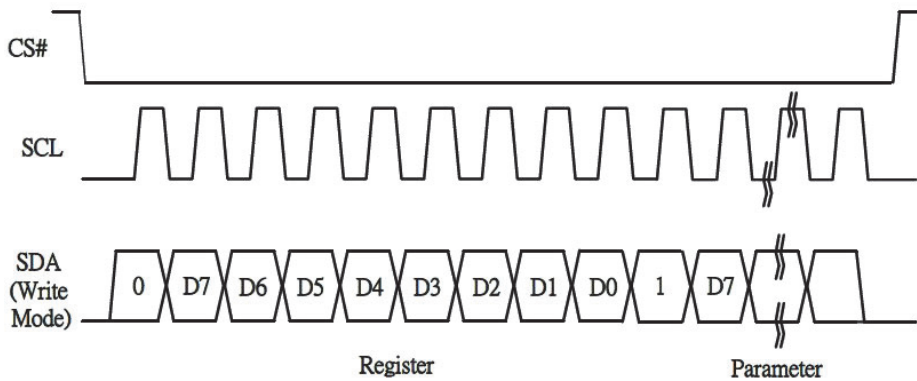 CS#
SCL
SDA
(Write
Mode)
0 D7 D6 D5 D4 D3 D2 D1 D0 1 D7
Register Parameter